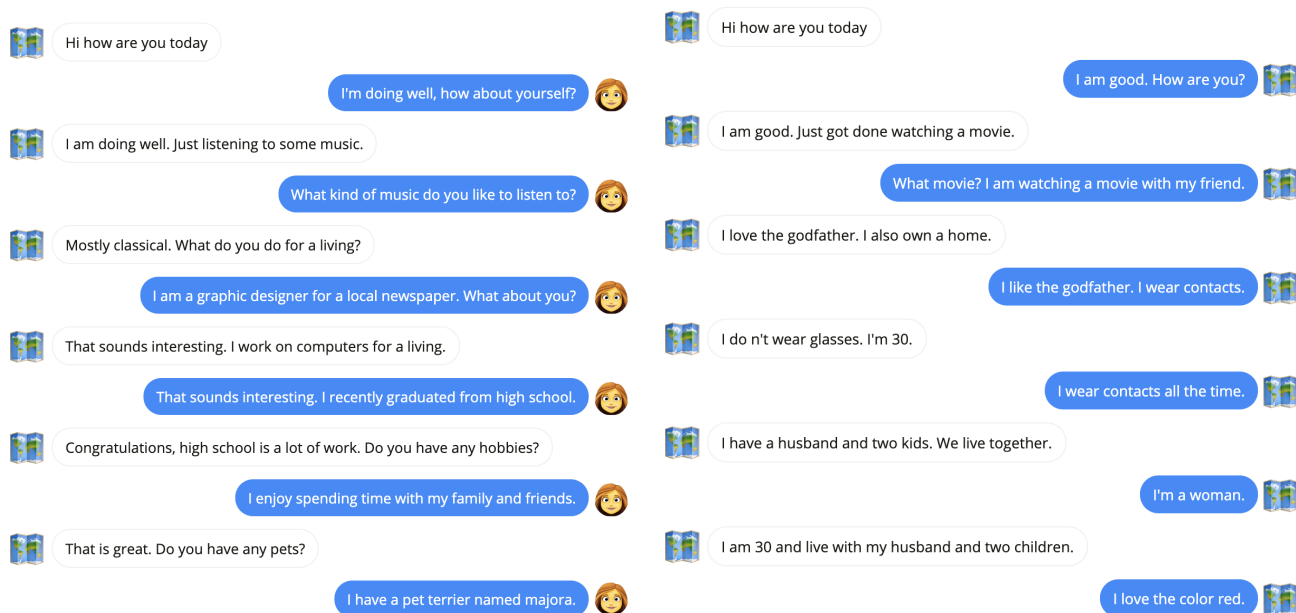 Hi how are you today
I'm doing well, how about yourself?
I am doing well. Just listening to some music.
What kind of music do you like to listen to?
Mostly classical. What do you do for a living?
I am a graphic designer for a local newspaper. What about you?
That sounds interesting. I work on computers for a living.
That sounds interesting. I recently graduated from high school.
Congratulations, high school is a lot of work. Do you have any hobbies?
I enjoy spending time with my family and friends.
That is great. Do you have any pets?
I have a pet terrier named majora.
Hi how are you today
I am good. How are you?
I am good. Just got done watching a movie.
What movie? I am watching a movie with my friend.
I love the godfather. I also own a home.
I like the godfather. I wear contacts.
I do n't wear glasses. I'm 30.
I wear contacts all the time.
I have a husband and two kids. We live together.
I'm a woman.
I am 30 and live with my husband and two children.
I love the color red.